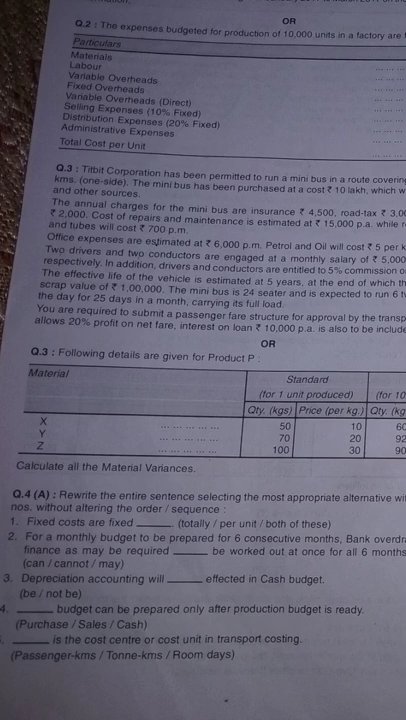 OR
Q.2 : The expenses budgeted for production of 10,000 units in a factory are
Particulars
Materials ... ... ...
Labour ... ... ...
Variable Overheads ... ... ...
Fixed Overheads ... ... ...
Variable Overheads (Direct) ... ... ...
Selling Expenses (10% Fixed) ... ... ...
Distribution Expenses (20% Fixed) ... ... ...
Administrative Expenses
Total Cost per Unit ... ... ...
Q.3 : Titbit Corporation has been permitted to run a mini bus in a route covering
kms. (one-side). The mini bus has been purchased at a cost ₹ 10 lakh, which
and other sources.
The annual charges for the mini bus are insurance ₹ 4,500, road-tax ₹
₹ 2,000. Cost of repairs and maintenance is estimated at ₹ 15,000 p.a. while
and tubes will cost ₹ 700 p.m.
Office expenses are estimated at ₹ 6,000 p.m. Petrol and Oil will cost ₹ 5 per
Two drivers and two conductors are engaged at a monthly salary of ₹ 5,000
respectively. In addition, drivers and conductors are entitled to 5% commission
The effective life of the vehicle is estimated at 5 years, at the end of which
scrap value of ₹ 1,00,000. The mini bus is 24 seater and is expected to run 6
the day for 25 days in a month, carrying its full load.
You are required to submit a passenger fare structure for approval by the
allows 20% profit on net fare, interest on loan ₹ 10,000 p.a. is also to be
OR
Q.3 : Following details are given for Product P :
Material Standard
(for 1 unit produced) (for 10
Qty. (kgs) Price (per kg.) Qty.
X ... ... ... ... ... ... 50 10
Y ... ... ... ... ... ... 70 20
Z ... ... ... ... ... ... 100 30
Calculate all the Material Variances.
Q.4 (A) : Rewrite the entire sentence selecting the most appropriate alternative
nos. without altering the order / sequence :
1. Fixed costs are fixed ______. (totally / per unit / both of these)
2. For a monthly budget to be prepared for 6 consecutive months, Bank
finance as may be required ______ be worked out at once for all 6 months
(can / cannot / may)
3. Depreciation accounting will ______ effected in Cash budget.
(be / not be)
4. ______ budget can be prepared only after production budget is ready.
(Purchase / Sales / Cash)
______ is the cost centre or cost unit in transport costing.
(Passenger-kms / Tonne-kms / Room days)